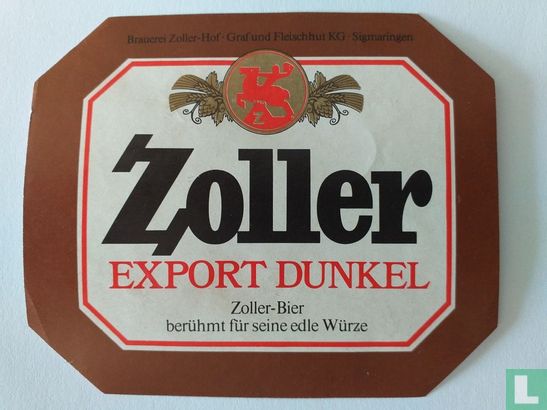 Brauerei Zoller-Hof · Graf und Fleischhut KG · Sigmaringen
Z
Zoller
EXPORT DUNKEL
Zoller-Bier
berühmt für seine edle Würze
L